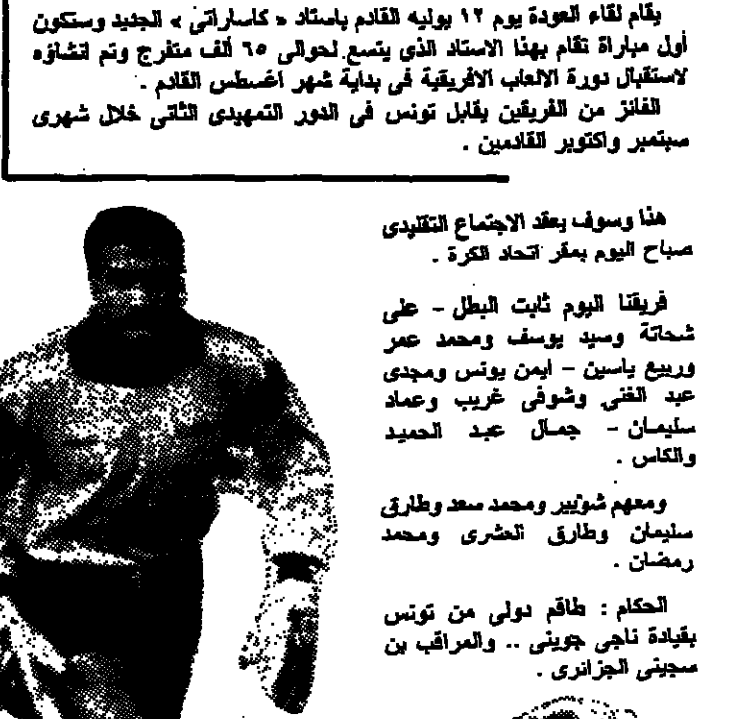 يقام لقاء العودة يوم ١٢ يوليه القادم باستاد « كاساراتى » الجديد وستكون
أول مباراة تقام بهذا الاستاد الذى يتسع لحوالى ٦٥ ألف متفرج وتم انشاؤه
لاستقبال دورة الالعاب الافريقية فى بداية شهر اغسطس القادم .
الفائز من الفريقين يقابل تونس فى الدور التمهيدى الثانى خلال شهرى
سبتمبر واكتوبر القادمين .
هذا وسوف يعقد الاجتماع التقليدى
صباح اليوم بمقر اتحاد الكرة .
فريقنا اليوم ثابت البطل - على
شحاتة وسيد يوسف ومحمد عمر
وربيع ياسين - ايمن يونس ومجدى
عبد الغنى وشوقى غريب وعماد
سليمان - جمال عبد الحميد
والكاس .
ومعهم شوبير ومحمد سعد وطارق
سليمان وطارق العشرى ومحمد
رمضان .
الحكام : طاقم دولى من تونس
بقيادة ناجى جوينى .. والمراقب بن
سجينى الجزائرى .